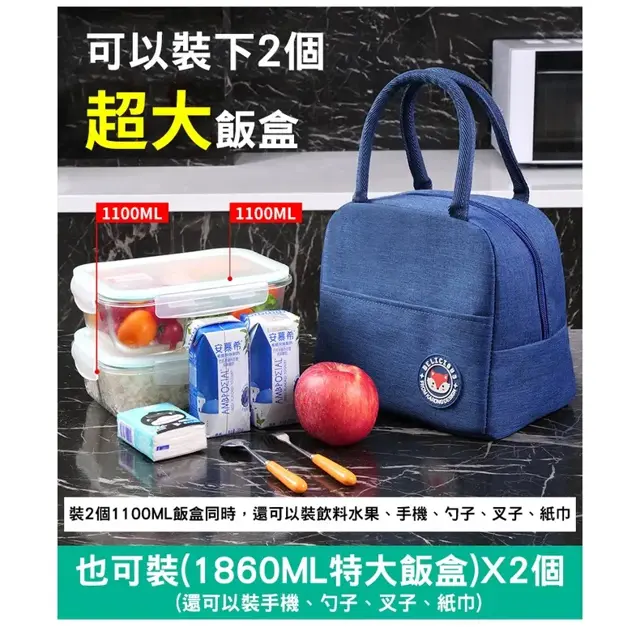 可以裝下2個
超大飯盒
1100ML
1100ML
安慕希
AMBROSIAL
安慕希
AMBROSIAL
DELICIOUS
裝2個1100ML飯盒同時，還可以裝飲料水果、手機、勺子、叉子、紙巾
也可裝(1860ML特大飯盒)X2個
(還可以裝手機、勺子、叉子、紙巾)